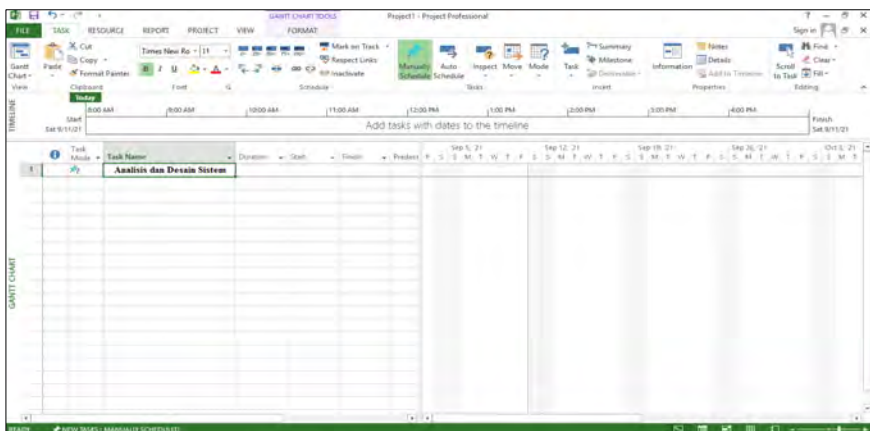 GANTT CHART TOOLS Project1 - Project Professional
FILE TASK RESOURCE REPORT PROJECT VIEW FORMAT Sign in
Gantt Chart
View
Paste
Cut
Copy
Format Painter
Clipboard
Times New Ro 11
B I U A
Font
Mark on Track
Respect Links
Inactivate
Schedule
Manually Schedule
Auto Schedule
Inspect
Move
Mode
Tasks
Task
Summary
Milestone
Deliverable
Insert
Information
Notes
Details
Add to Timeline
Properties
Scroll to Task
Find
Clear
Fill
Editing
TIMELINE
Today
Start
Sat 9/11/21
8:00 AM 9:00 AM 10:00 AM 11:00 AM 12:00 PM 1:00 PM 2:00 PM 3:00 PM 4:00 PM
Add tasks with dates to the timeline
Finish
Sat 9/11/21
Task Mode Task Name Duration Start Finish Predece
Sep 5, '21 Sep 12, '21 Sep 19, '21 Sep 26, '21 Oct 3, '21
F S S M T W T F S S M T W T F S S M T W T F S S M T W T F S S M T
1 Analisis dan Desain Sistem
GANTT CHART
READY NEW TASKS : MANUALLY SCHEDULED